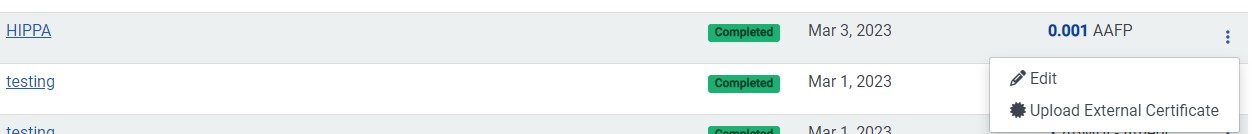 HIPPA Completed Mar 3, 2023 0.001 AAFP
testing Completed Mar 1, 2023
Edit
Upload External Certificate
testing Completed Mar 1, 2023